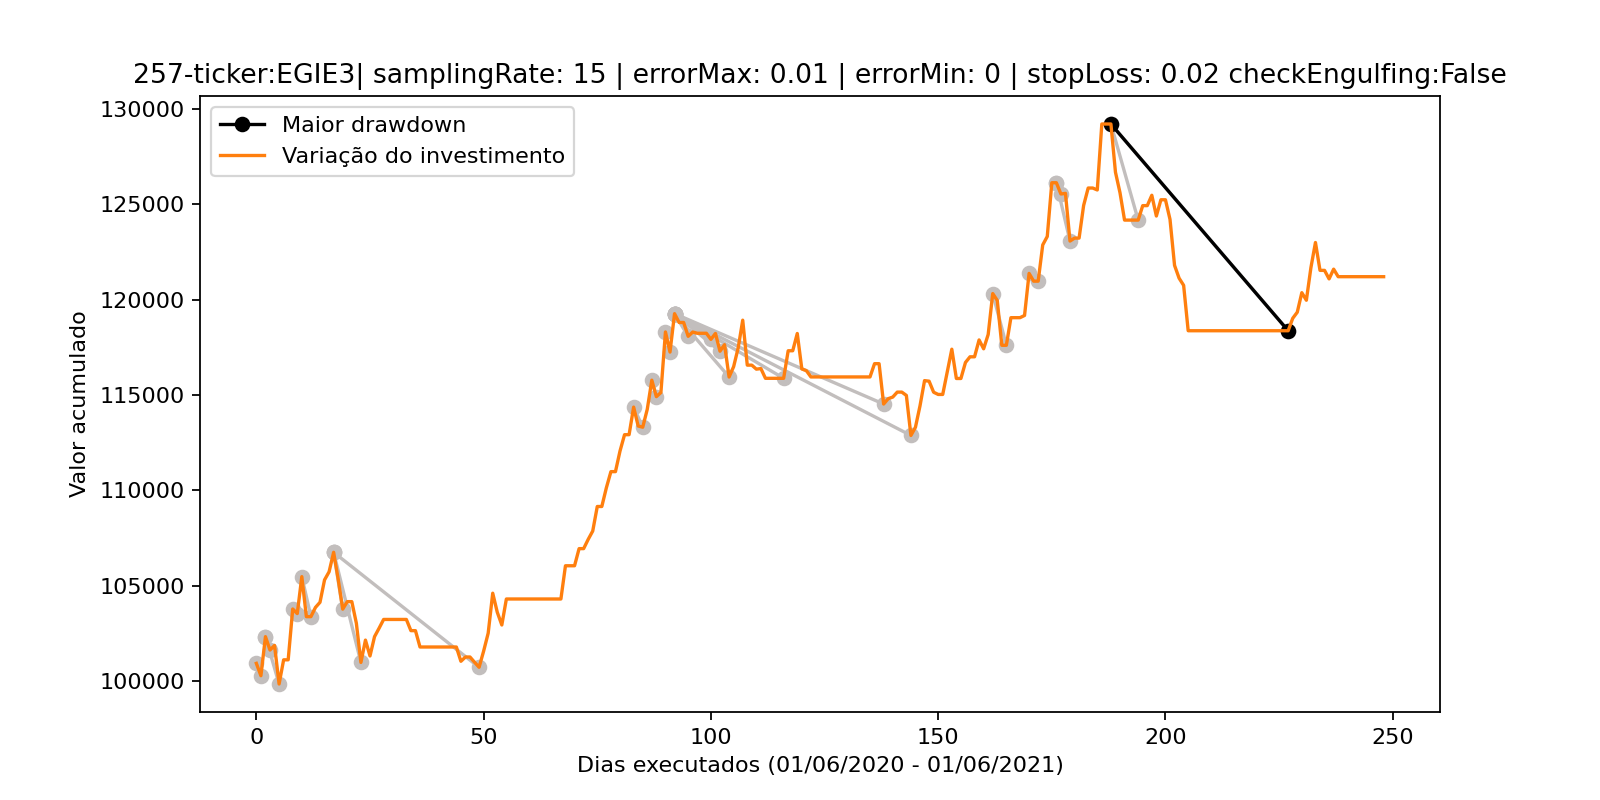 257-ticker:EGIE3| samplingRate: 15 | errorMax: 0.01 | errorMin: 0 | stopLoss: 0.02 checkEngulfing:False
Maior drawdown
Variação do investimento
130000
125000
120000
115000
110000
105000
100000
Valor acumulado
0 50 100 150 200 250
Dias executados (01/06/2020 - 01/06/2021)